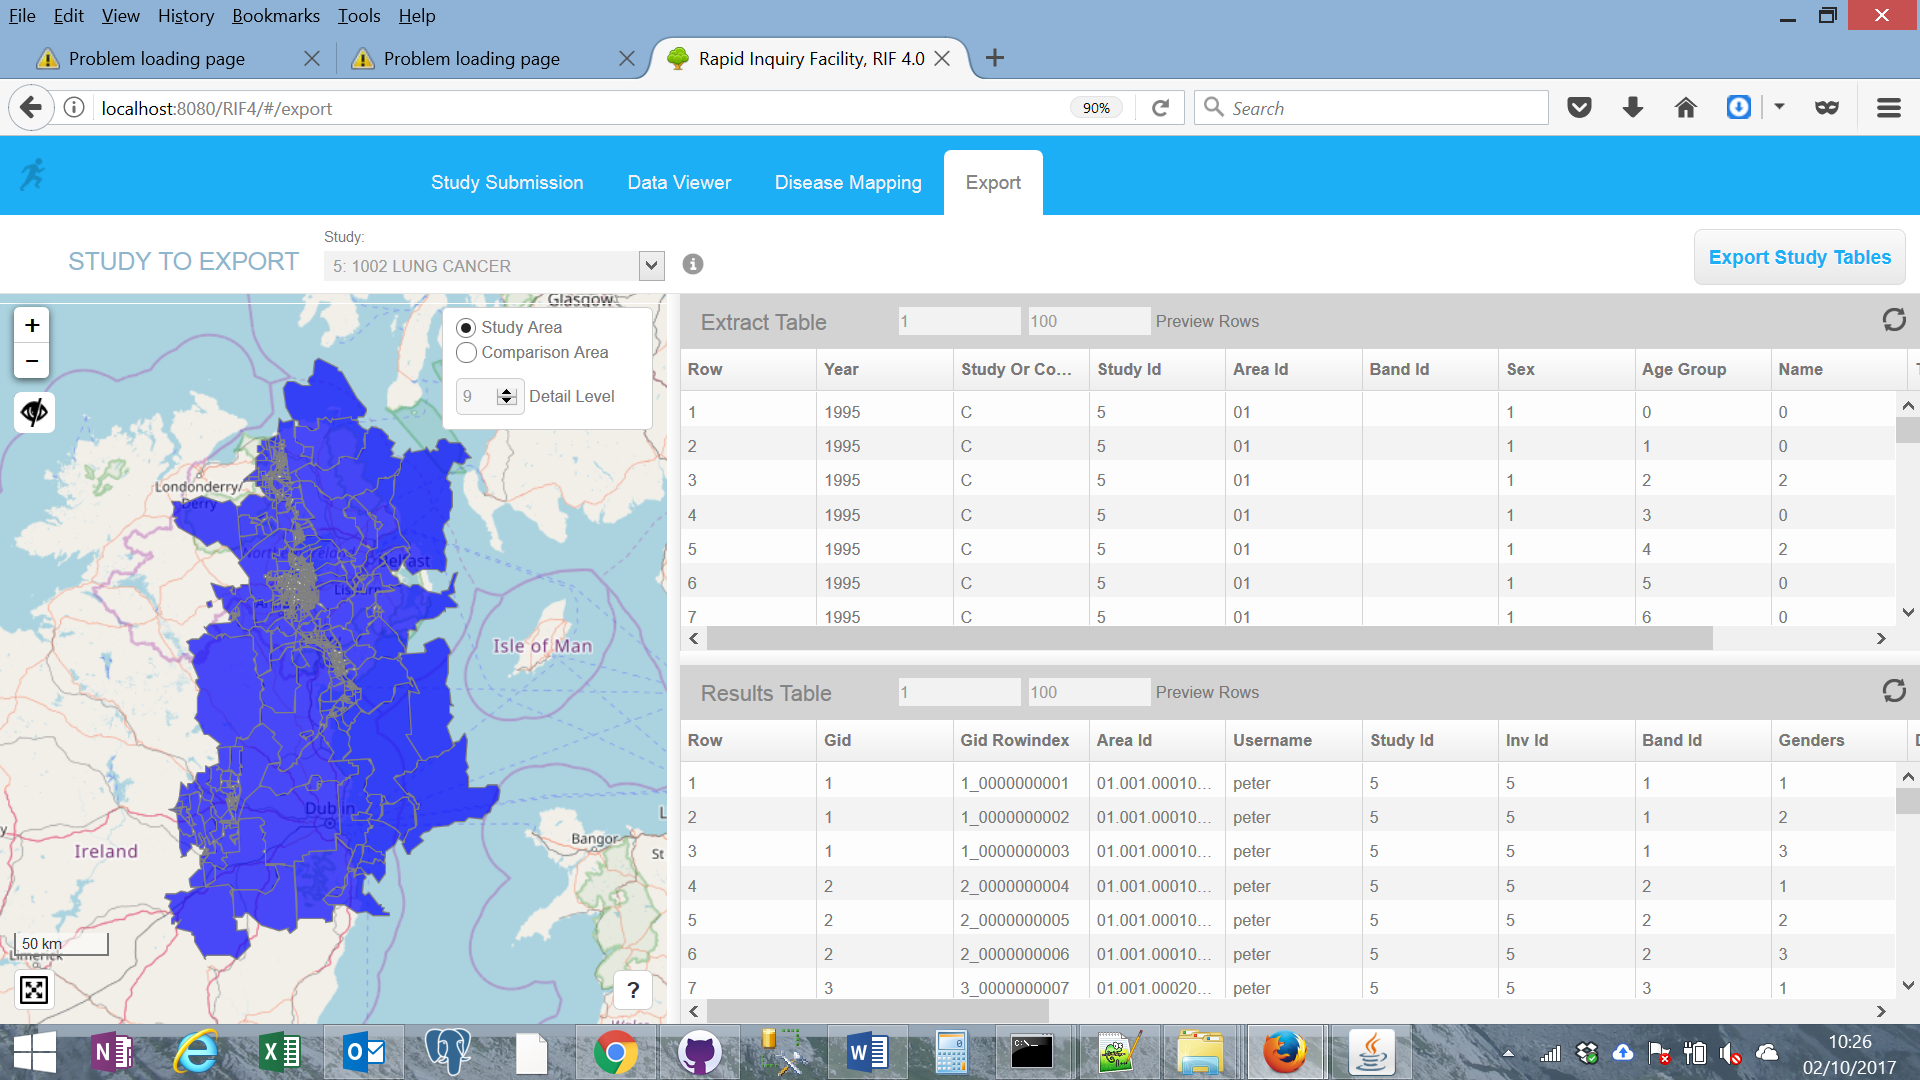 File Edit View History Bookmarks Tools Help
Problem loading page
Problem loading page
Rapid Inquiry Facility, RIF 4.0
localhost:8080/RIF4/#/export
90%
Search
Study Submission
Data Viewer
Disease Mapping
Export
STUDY TO EXPORT
Study:
5: 1002 LUNG CANCER
Export Study Tables
+
−
Study Area
Comparison Area
9 Detail Level
Glasgow
Londonderry/
Derry
Northern Ireland
Belfast
Isle of Man
Dublin
Ireland
Bangor
St
50 km
Limerick
?
Extract Table 1 100 Preview Rows
Row Year Study Or Co... Study Id Area Id Band Id Sex Age Group Name
1 1995 C 5 01 1 0 0
2 1995 C 5 01 1 1 0
3 1995 C 5 01 1 2 2
4 1995 C 5 01 1 3 0
5 1995 C 5 01 1 4 2
6 1995 C 5 01 1 5 0
7 1995 C 5 01 1 6 0
Results Table 1 100 Preview Rows
Row Gid Gid Rowindex Area Id Username Study Id Inv Id Band Id Genders
1 1 1_0000000001 01.001.00010... peter 5 5 1 1
2 1 1_0000000002 01.001.00010... peter 5 5 1 2
3 1 1_0000000003 01.001.00010... peter 5 5 1 3
4 2 2_0000000004 01.001.00010... peter 5 5 2 1
5 2 2_0000000005 01.001.00010... peter 5 5 2 2
6 2 2_0000000006 01.001.00010... peter 5 5 2 3
7 3 3_0000000007 01.001.00020... peter 5 5 3 1
10:26
02/10/2017